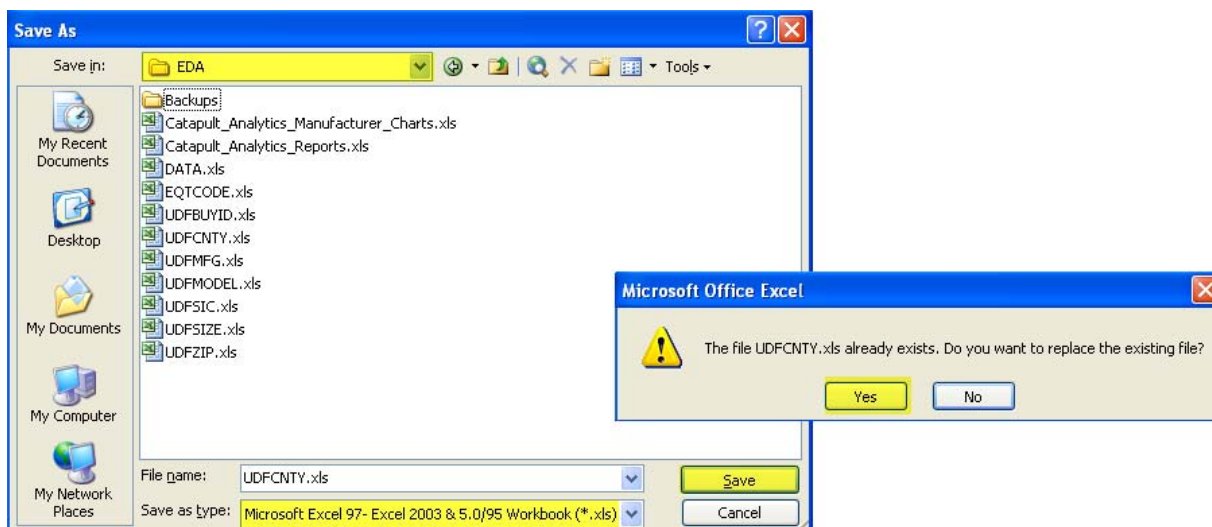 Save As
Save in:
EDA
Tools
My Recent
Documents
Desktop
My Documents
My Computer
My Network
Places
Backups
Catapult_Analytics_Manufacturer_Charts.xls
Catapult_Analytics_Reports.xls
DATA.xls
EQTCODE.xls
UDFBUYID.xls
UDFCNTY.xls
UDFMFG.xls
UDFMODEL.xls
UDFSIC.xls
UDFSIZE.xls
UDFZIP.xls
File name:
UDFCNTY.xls
Save
Save as type:
Microsoft Excel 97- Excel 2003 & 5.0/95 Workbook (*.xls)
Cancel
Microsoft Office Excel
The file UDFCNTY.xls already exists. Do you want to replace the existing file?
Yes
No